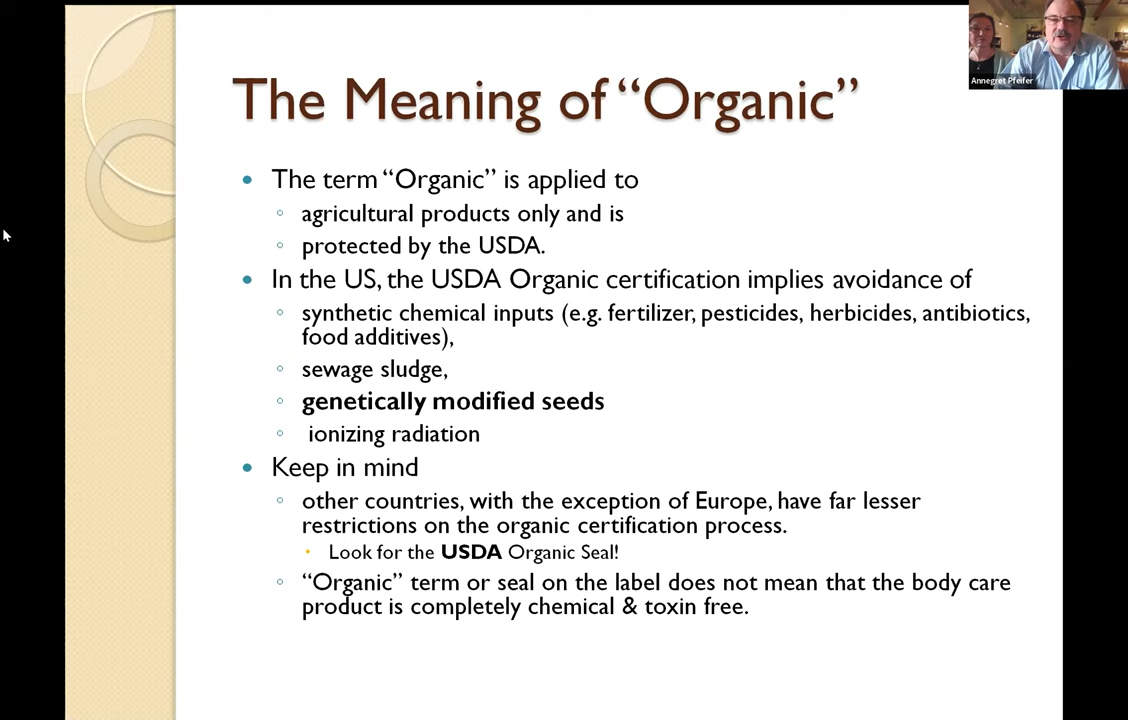 Annegret Pfeifer
The Meaning of “Organic”
The term “Organic” is applied to
agricultural products only and is
protected by the USDA.
In the US, the USDA Organic certification implies avoidance of
synthetic chemical inputs (e.g. fertilizer, pesticides, herbicides, antibiotics,
food additives),
sewage sludge,
genetically modified seeds
ionizing radiation
Keep in mind
other countries, with the exception of Europe, have far lesser
restrictions on the organic certification process.
Look for the USDA Organic Seal!
“Organic” term or seal on the label does not mean that the body care
product is completely chemical & toxin free.